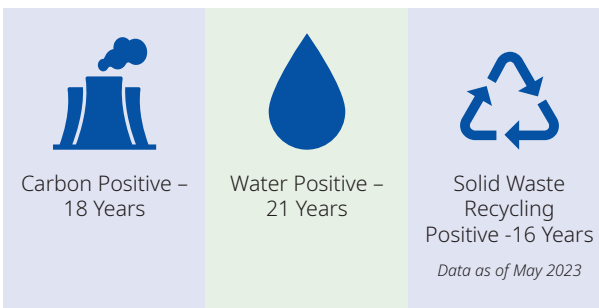 Carbon Positive –
18 Years
Water Positive –
21 Years
Solid Waste
Recycling
Positive -16 Years
Data as of May 2023